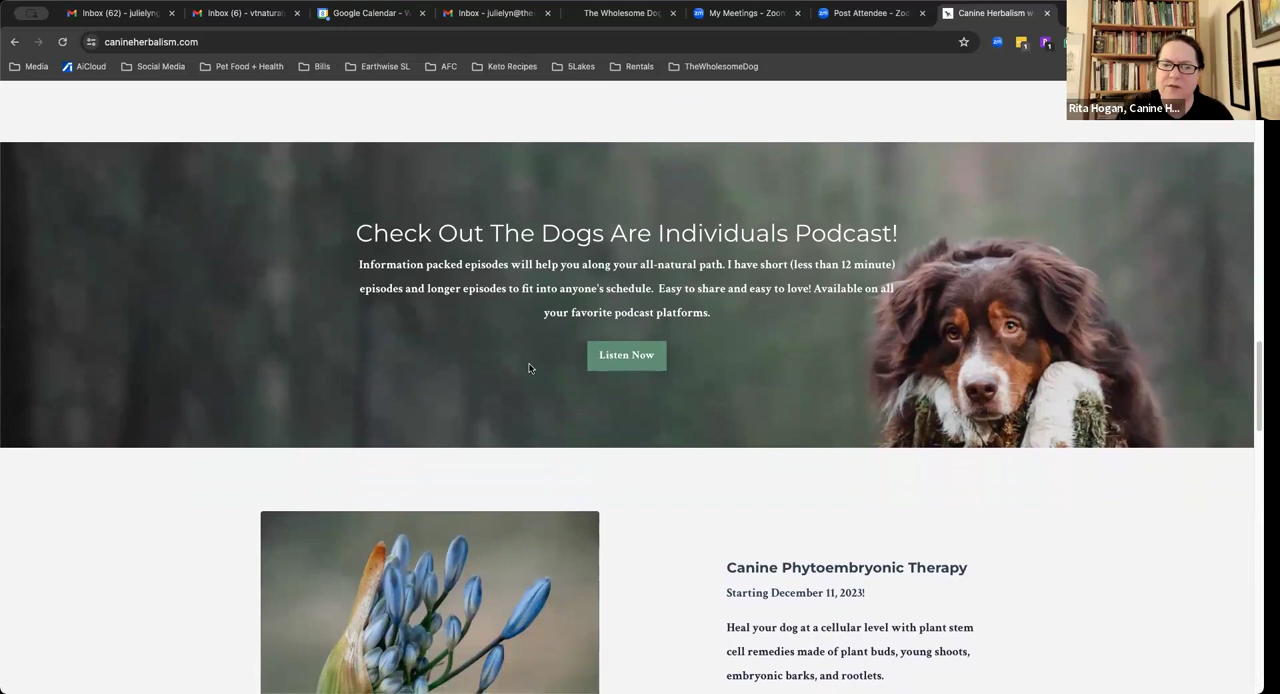 Inbox (62) - julielyn
Inbox (6) - vtnatura
Google Calendar - W
Inbox - julielyn@the
The Wholesome Do
My Meetings - Zoom
Post Attendee - Zoo
Canine Herbalism w
canineherbalism.com
Media
AiCloud
Social Media
Pet Food + Health
Bills
Earthwise SL
AFC
Keto Recipes
5Lakes
Rentals
TheWholesomeDog
Rita Hogan, Canine H...
Check Out The Dogs Are Individuals Podcast!
Information packed episodes will help you along your all-natural path. I have short (less than 12 minute)
episodes and longer episodes to fit into anyone's schedule. Easy to share and easy to love! Available on all
your favorite podcast platforms.
Listen Now
Canine Phytoembryonic Therapy
Starting December 11, 2023!
Heal your dog at a cellular level with plant stem
cell remedies made of plant buds, young shoots,
embryonic barks, and rootlets.